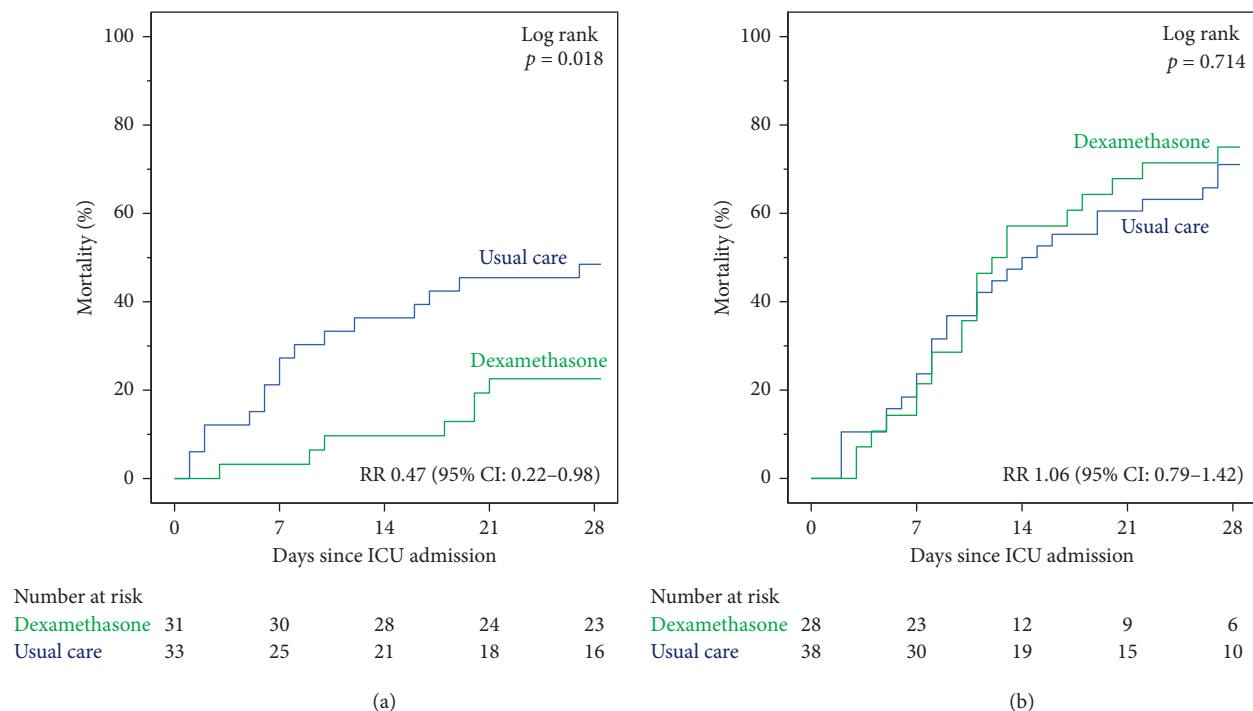 100
80
60
40
20
0
Mortality (%)
Log rank
p = 0.018
Usual care
Dexamethasone
RR 0.47 (95% CI: 0.22–0.98)
0 7 14 21 28
Days since ICU admission
Number at risk
Dexamethasone 31 30 28 24 23
Usual care 33 25 21 18 16
(a)
100
80
60
40
20
0
Mortality (%)
Log rank
p = 0.714
Dexamethasone
Usual care
RR 1.06 (95% CI: 0.79–1.42)
0 7 14 21 28
Days since ICU admission
Number at risk
Dexamethasone 28 23 12 9 6
Usual care 38 30 19 15 10
(b)